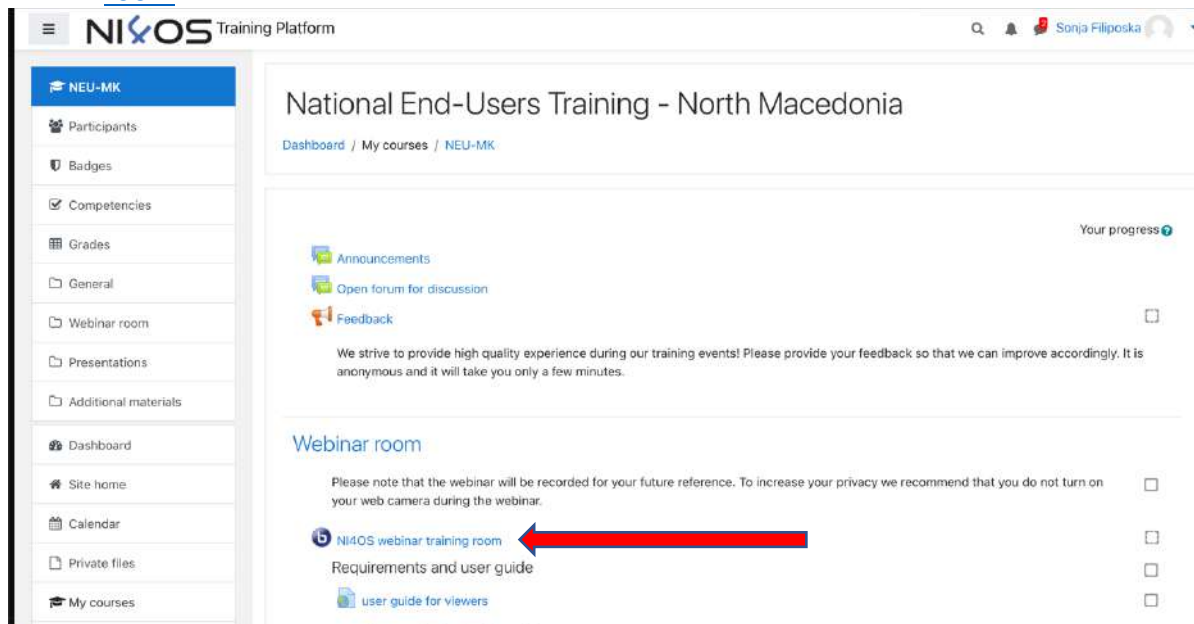 room
NI4OS Training Platform
2
Sonja Filiposka
NEU-MK
Participants
Badges
Competencies
Grades
General
Webinar room
Presentations
Additional materials
Dashboard
Site home
Calendar
Private files
My courses
National End-Users Training - North Macedonia
Dashboard / My courses / NEU-MK
Your progress
Announcements
Open forum for discussion
Feedback
We strive to provide high quality experience during our training events! Please provide your feedback so that we can improve accordingly. It is
anonymous and it will take you only a few minutes.
Webinar room
Please note that the webinar will be recorded for your future reference. To increase your privacy we recommend that you do not turn on
your web camera during the webinar.
b NI4OS webinar training room
Requirements and user guide
user guide for viewers